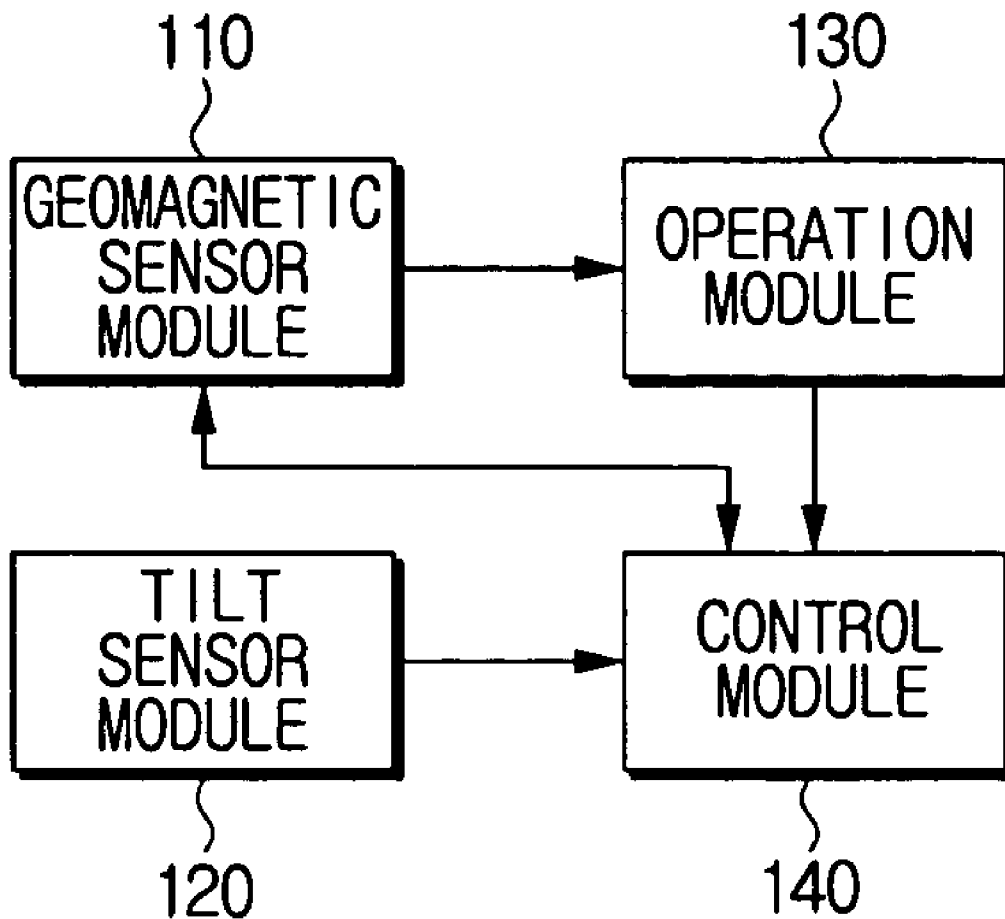 110
130
GEOMAGNETIC
SENSOR
MODULE
OPERATION
MODULE
TILT
SENSOR
MODULE
CONTROL
MODULE
120
140